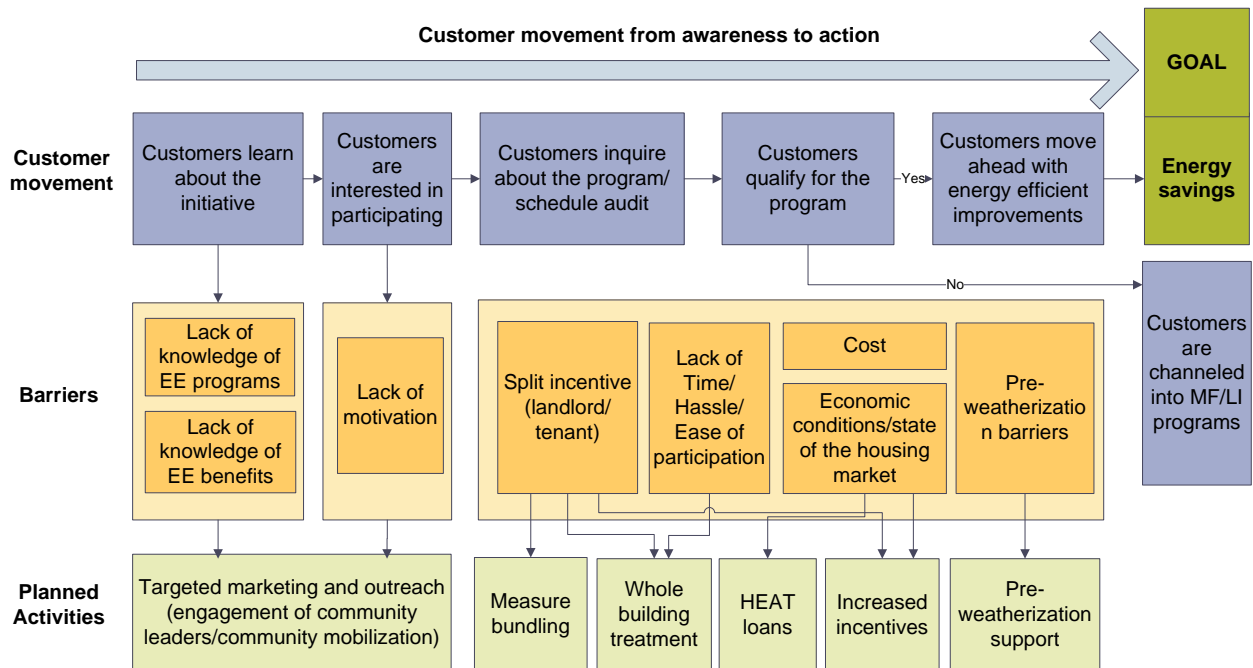 Customer movement from awareness to action
GOAL
Customer
movement
Customers learn
about the
initiative
Customers
are
interested in
participating
Customers inquire
about the program/
schedule audit
Customers
qualify for the
program
Yes
Customers move
ahead with
energy efficient
improvements
Energy
savings
No
Customers
are
channeled
into MF/LI
programs
Barriers
Lack of
knowledge of
EE programs
Lack of
knowledge of
EE benefits
Lack of
motivation
Split incentive
(landlord/
tenant)
Lack of
Time/
Hassle/
Ease of
participation
Cost
Economic
conditions/state
of the housing
market
Pre-
weatherizatio
n barriers
Planned
Activities
Targeted marketing and outreach
(engagement of community
leaders/community mobilization)
Measure
bundling
Whole
building
treatment
HEAT
loans
Increased
incentives
Pre-
weatherization
support